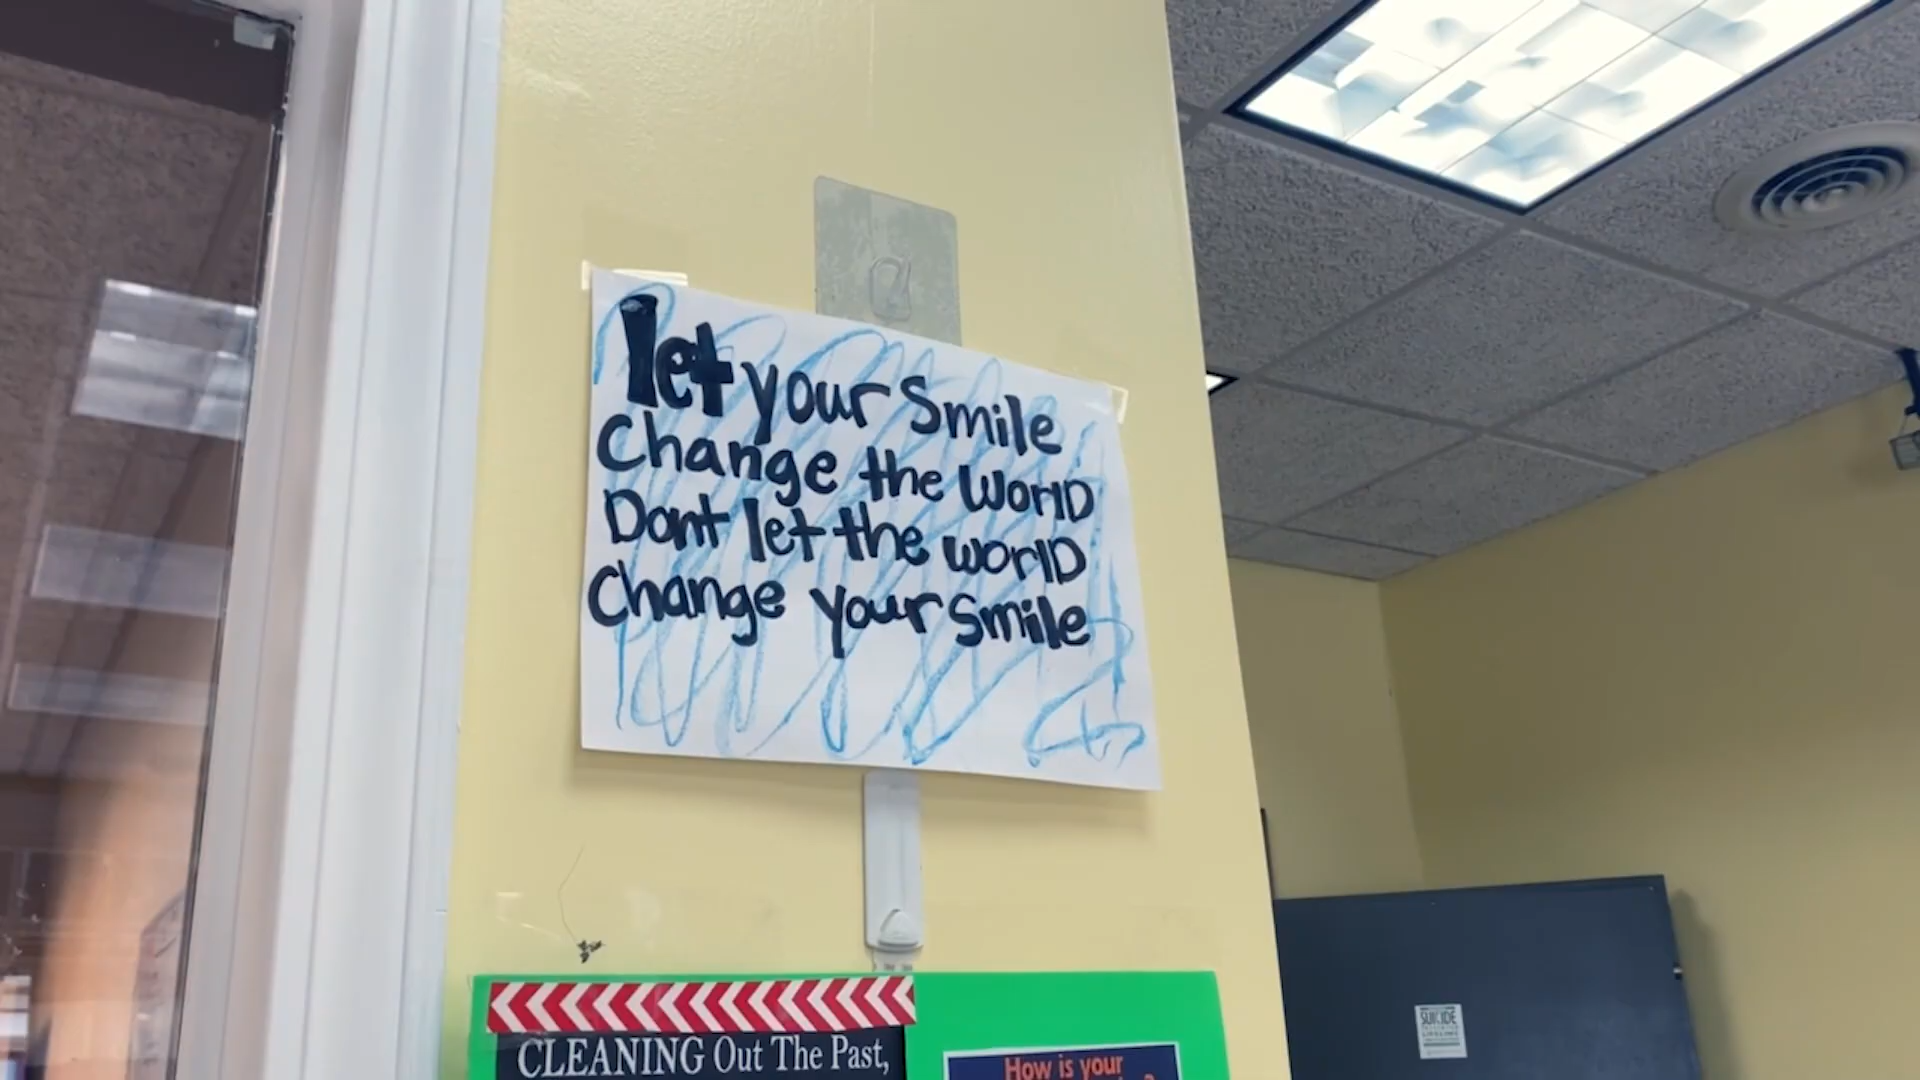 let your Smile
Change the WorlD
Dont let the worlD
Change your Smile
CLEANING Out The Past,
How is your
SUICIDE